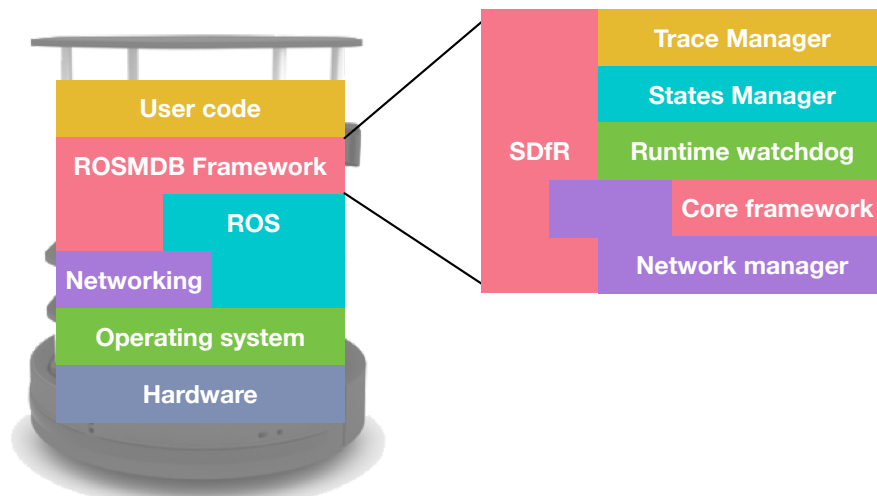 User code
ROSMDB Framework
ROS
Networking
Operating system
Hardware
SDfR
Trace Manager
States Manager
Runtime watchdog
Core framework
Network manager